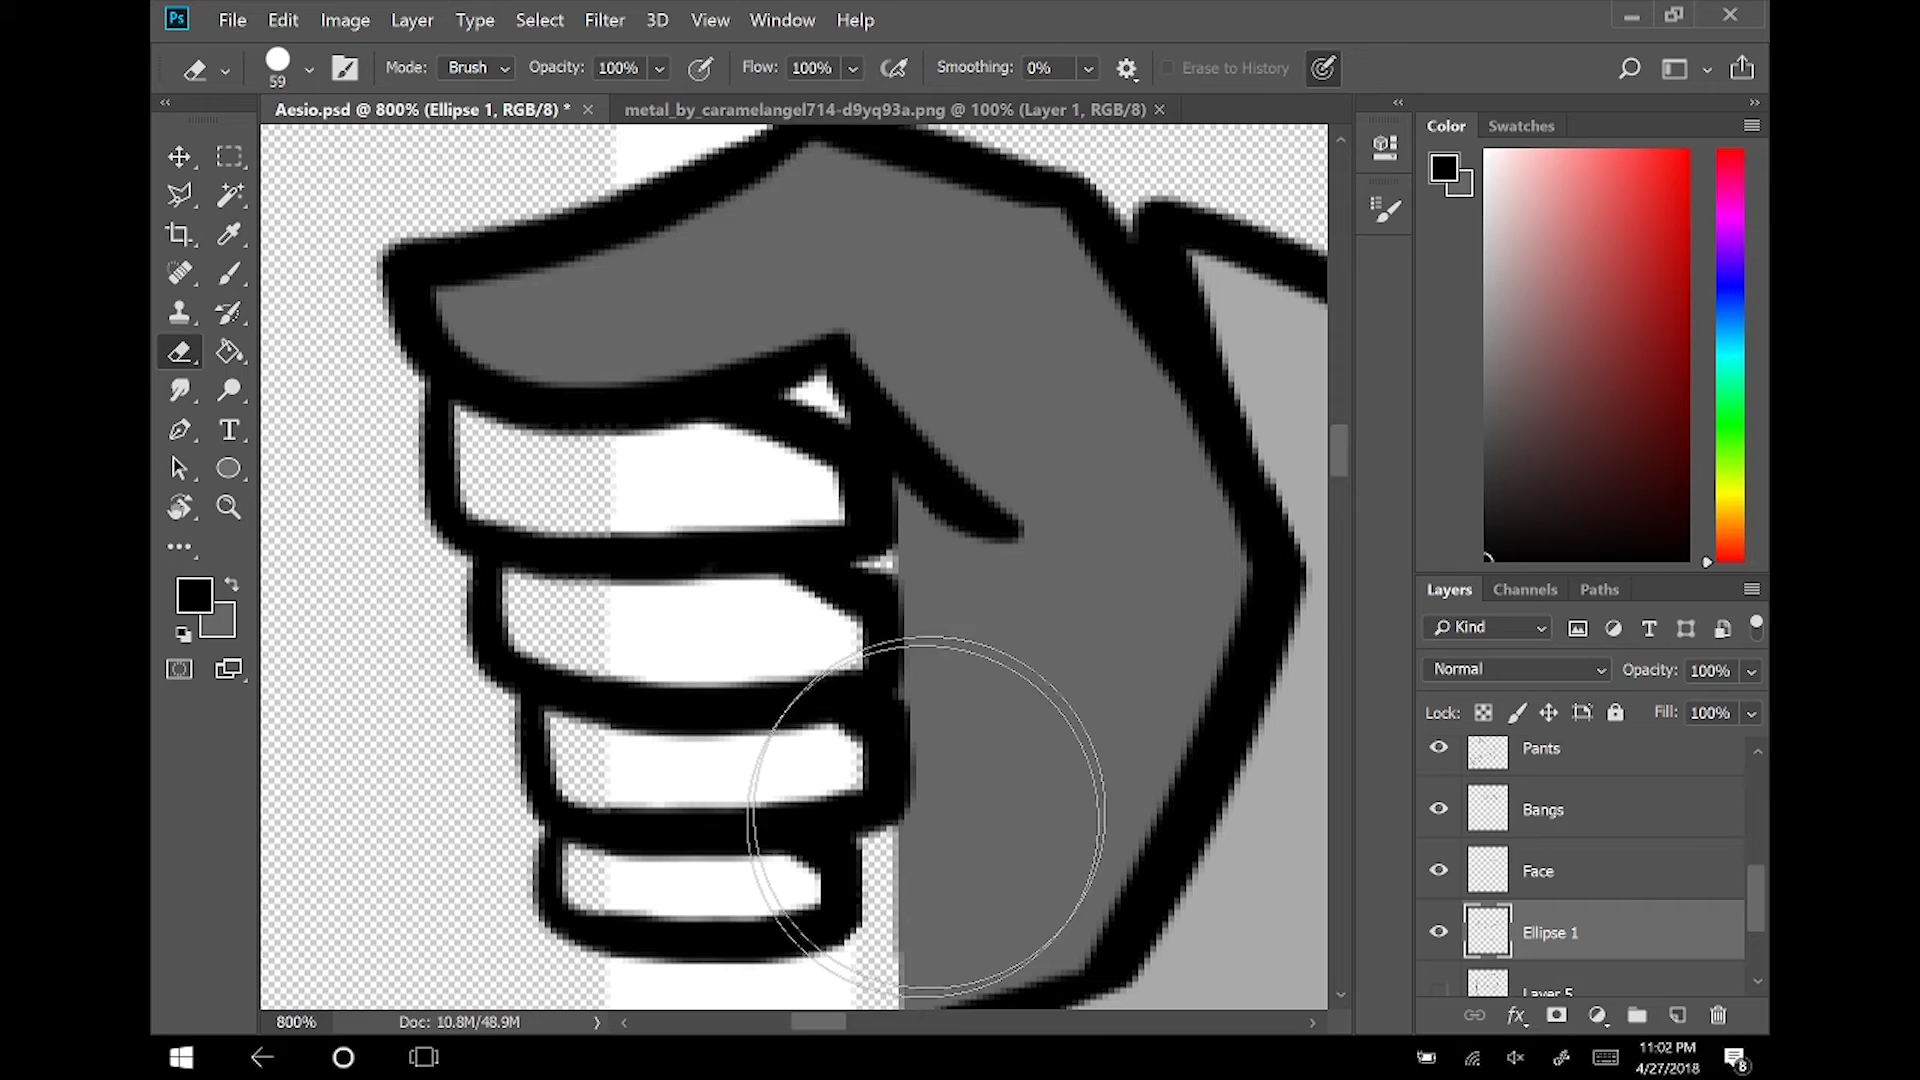 Ps File Edit Image Layer Type Select Filter 3D View Window Help
59 Mode: Brush Opacity: 100% Flow: 100% Smoothing: 0% Erase to History
Aesio.psd @ 800% (Ellipse 1, RGB/8) * metal_by_caramelangel714-d9yq93a.png @ 100% (Layer 1, RGB/8)
Color Swatches
Layers Channels Paths
Kind
Normal Opacity: 100%
Lock: Fill: 100%
Pants
Bangs
Face
Ellipse 1
Layer 5
800% Doc: 10.8M/48.9M
fx
11:02 PM
4/27/2018
8